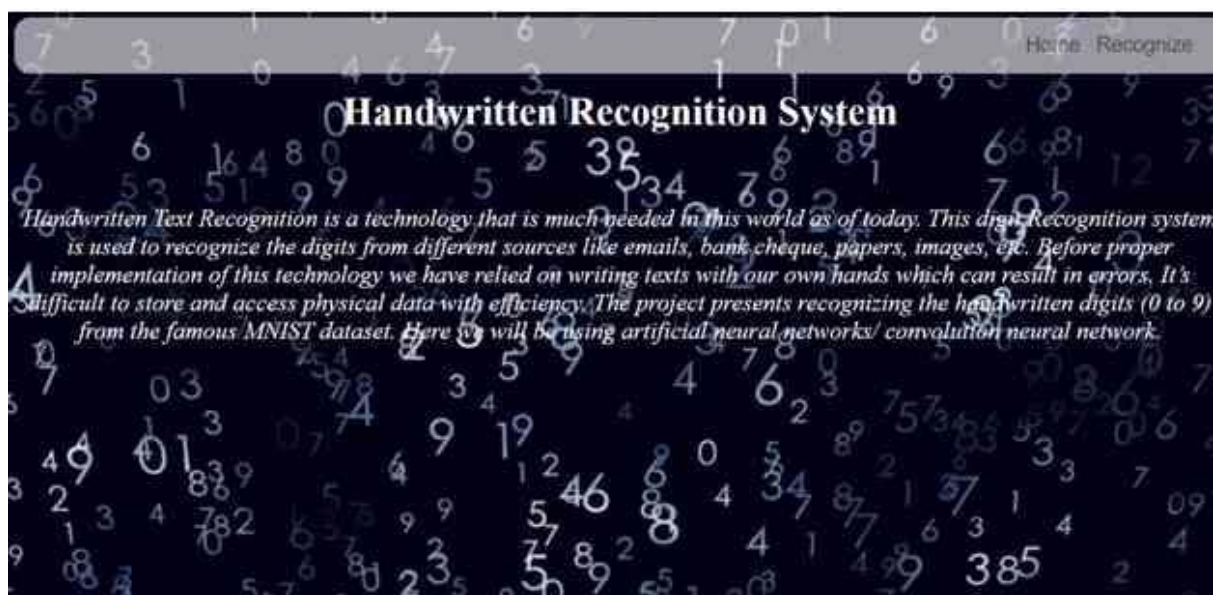 Home Recognize
Handwritten Recognition System
Handwritten Text Recognition is a technology that is much needed in this world as of today. This digit Recognition system
is used to recognize the digits from different sources like emails, bank cheque, papers, images, etc. Before proper
implementation of this technology we have relied on writing texts with our own hands which can result in errors, It's
difficult to store and access physical data with efficiency. The project presents recognizing the handwritten digits (0 to 9)
from the famous MNIST dataset. Here we will be using artificial neural networks/ convolution neural network.